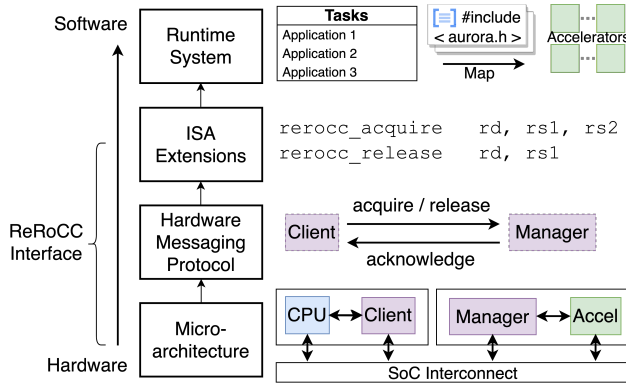 Software
Runtime
System
Tasks
Application 1
Application 2
Application 3
#include
< aurora.h >
Map
Accelerators
ISA
Extensions
rerocc_acquire rd, rs1, rs2
rerocc_release rd, rs1
ReRoCC
Interface
Hardware
Messaging
Protocol
Client
acquire / release
acknowledge
Manager
Micro-
architecture
Hardware
CPU
Client
Manager
Accel
SoC Interconnect